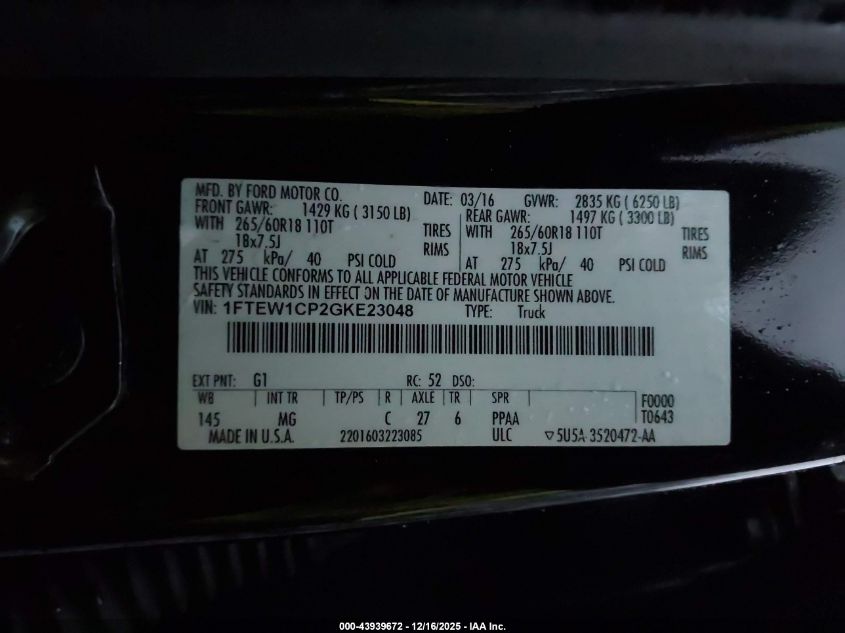 MFD. BY FORD MOTOR CO. DATE: 03/16 GVWR: 2835 KG ( 6250 LB)
FRONT GAWR: 1429 KG ( 3150 LB) REAR GAWR: 1497 KG ( 3300 LB)
WITH 265/60R18 110T TIRES WITH 265/60R18 110T TIRES
18x7.5J RIMS 18x7.5J RIMS
AT 275 kPa/ 40 PSI COLD AT 275 kPa/ 40 PSI COLD
THIS VEHICLE CONFORMS TO ALL APPLICABLE FEDERAL MOTOR VEHICLE
SAFETY STANDARDS IN EFFECT ON THE DATE OF MANUFACTURE SHOWN ABOVE.
VIN: 1FTEW1CP2GKE23048 TYPE: Truck
EXT PNT: G1 RC: 52 DSO:
WB INT TR TP/PS R AXLE TR SPR F0000
145 MG C 27 6 PPAA T0643
MADE IN U.S.A. 2201603223085 ULC ▽5U5A-3520472-AA
000-43939672 - 12/16/2025 - IAA Inc.